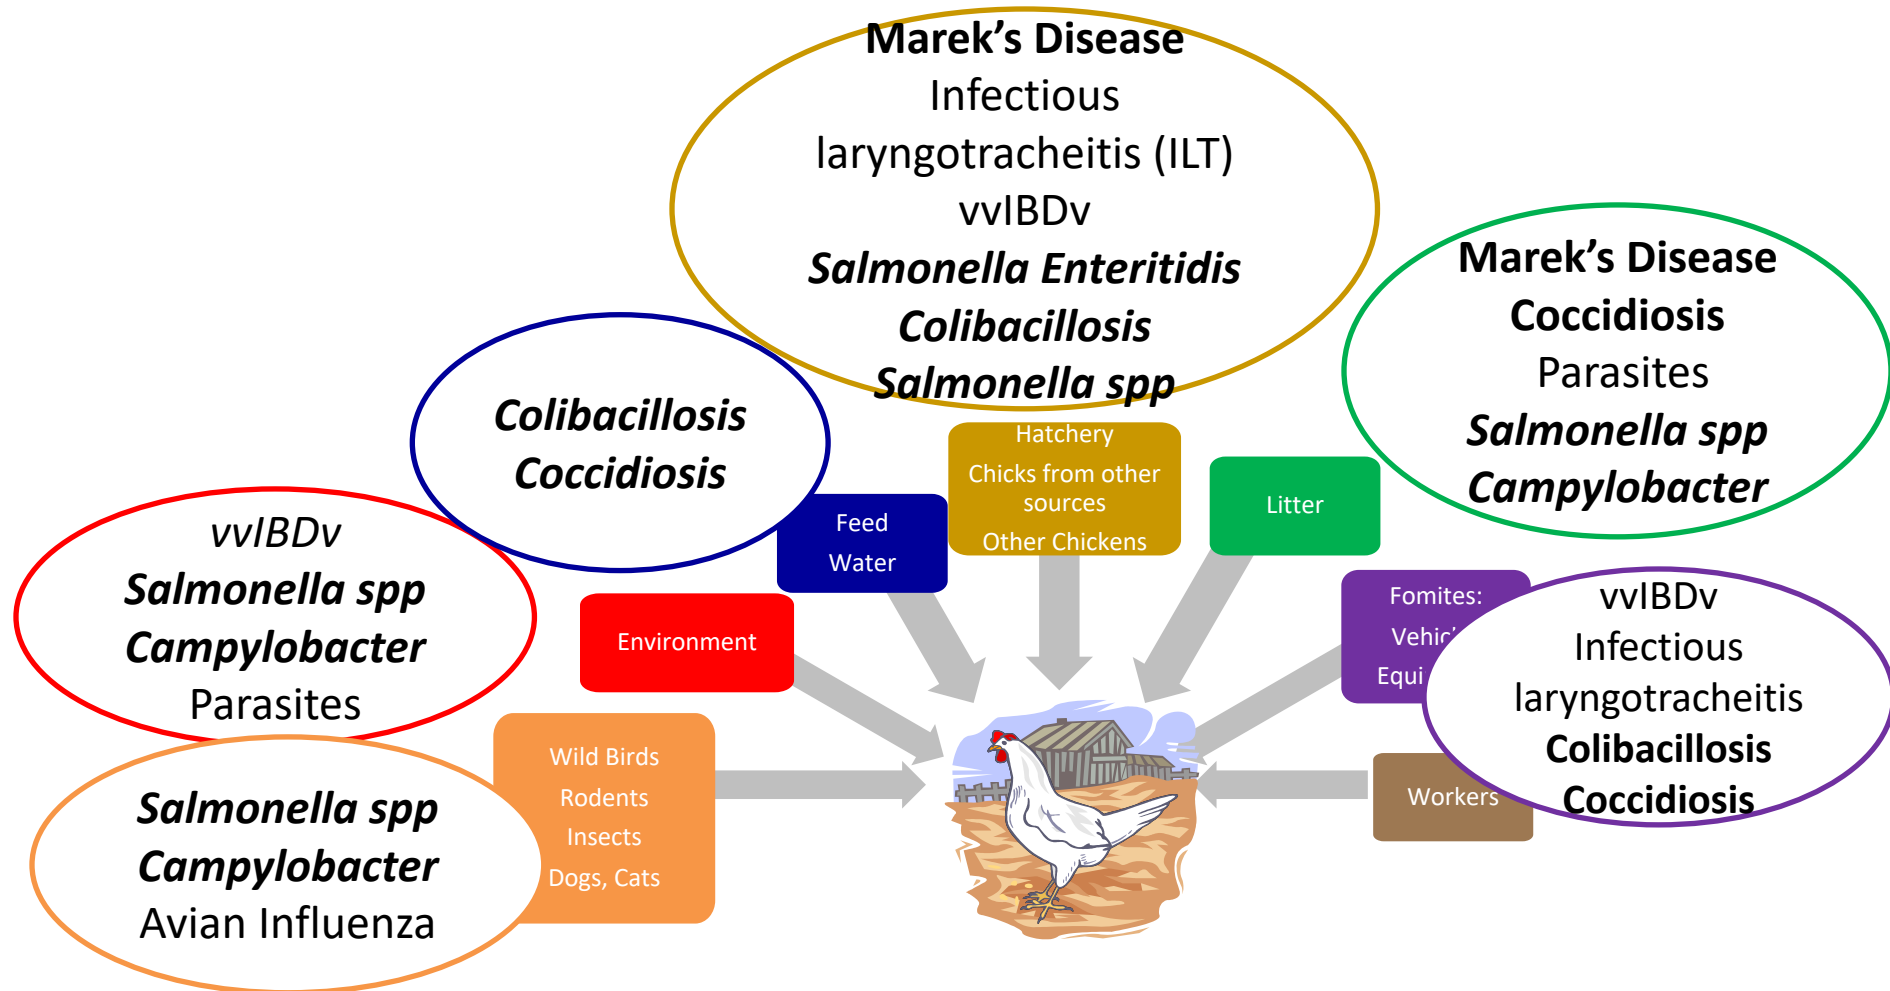 Marek’s Disease
Infectious
laryngotracheitis (ILT)
vvIBDv
Salmonella Enteritidis
Colibacillosis
Salmonella spp
Marek’s Disease
Coccidiosis
Parasites
Salmonella spp
Campylobacter
Colibacillosis
Coccidiosis
vvIBDv
Salmonella spp
Campylobacter
Parasites
Salmonella spp
Campylobacter
Avian Influenza
vvIBDv
Infectious
laryngotracheitis
Colibacillosis
Coccidiosis
Hatchery
Chicks from other
sources
Other Chickens
Feed
Water
Litter
Environment
Fomites:
Wild Birds
Rodents
Insects
Dogs, Cats
Workers